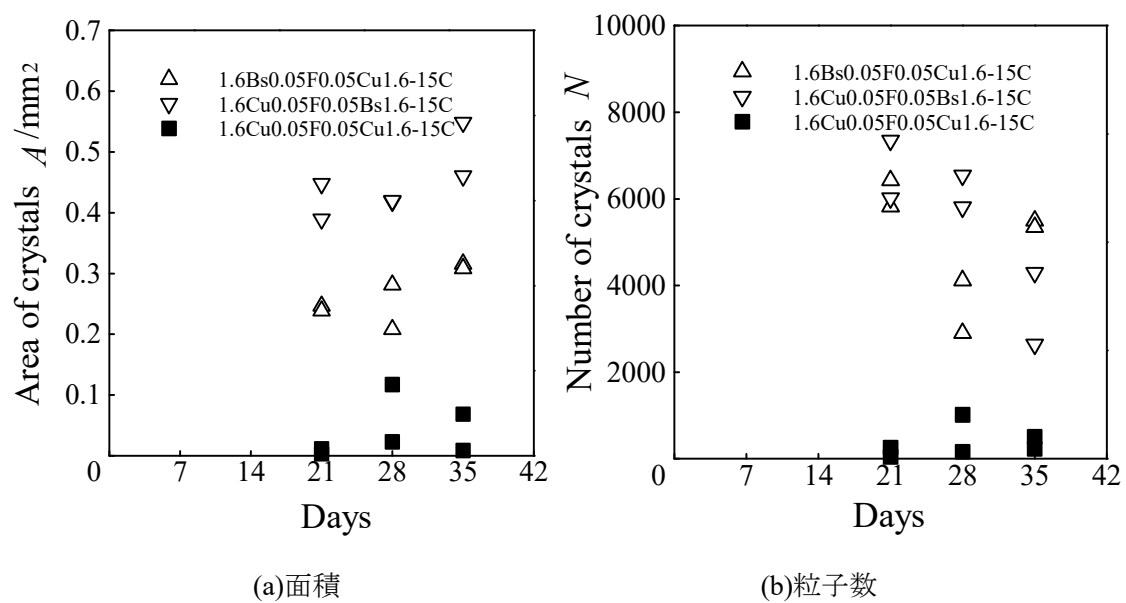 0.7
0.6
0.5
0.4
0.3
0.2
0.1
0
Area of crystals A /mm2
1.6Bs0.05F0.05Cu1.6-15C
1.6Cu0.05F0.05Bs1.6-15C
1.6Cu0.05F0.05Cu1.6-15C
7 14 21 28 35 42
Days
(a)面積
10000
8000
6000
4000
2000
0
Number of crystals N
1.6Bs0.05F0.05Cu1.6-15C
1.6Cu0.05F0.05Bs1.6-15C
1.6Cu0.05F0.05Cu1.6-15C
7 14 21 28 35 42
Days
(b)粒子数